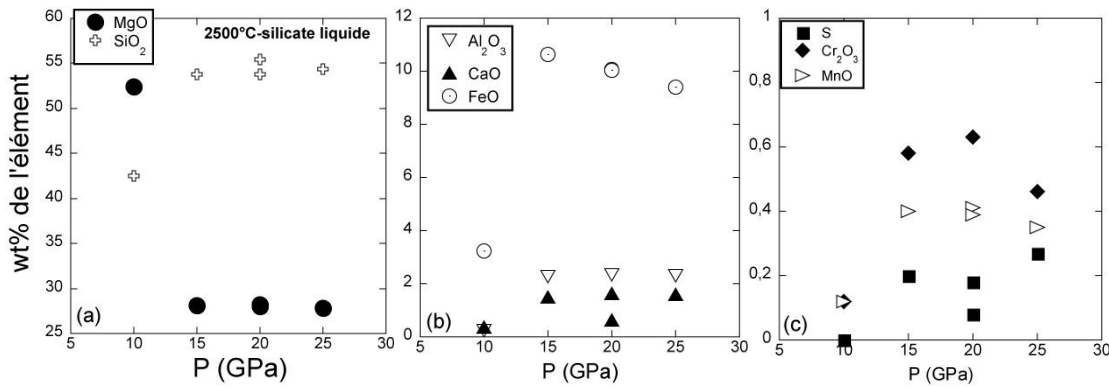 60
55
50
45
40
35
30
25
5 10 15 20 25 30
wt% de l'élément
P (GPa)
MgO
SiO2
2500°C-silicate liquide
(a)
12
10
8
6
4
2
0
5 10 15 20 25 30
P (GPa)
Al2O3
CaO
FeO
(b)
1
0,8
0,6
0,4
0,2
0
5 10 15 20 25 30
P (GPa)
S
Cr2O3
MnO
(c)